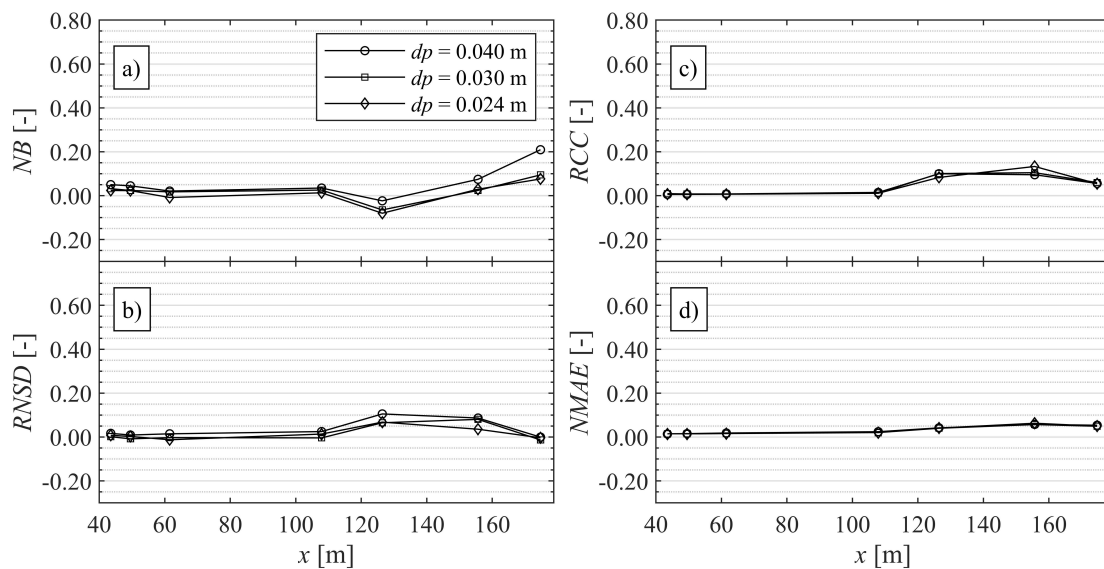 0.80
0.60
0.40
0.20
0.00
-0.20
NB [-]
a)
dp = 0.040 m
dp = 0.030 m
dp = 0.024 m
0.80
0.60
0.40
0.20
0.00
-0.20
RCC [-]
c)
0.60
0.40
0.20
0.00
-0.20
RNSD [-]
b)
40 60 80 100 120 140 160
x [m]
0.60
0.40
0.20
0.00
-0.20
NMAE [-]
d)
40 60 80 100 120 140 160
x [m]